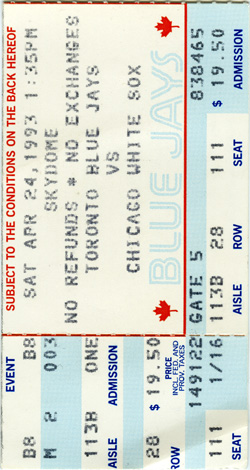 EVENT
B8 B8
M 2 003
113B ONE
AISLE ADMISSION
28 $ 19.50
ROW PRICE
INCL. FED. AND
PROV. TAXES
149122
111 1/16
SEAT
SUBJECT TO THE CONDITIONS ON THE BACK HEREOF
SAT APR 24,1993 1:35PM
SKYDOME
NO REFUNDS * NO EXCHANGES
TORONTO BLUE JAYS
VS
CHICAGO WHITE SOX
BLUE JAYS
GATE 5 838465
113B 28 111 $ 19.50
AISLE ROW SEAT ADMISSION